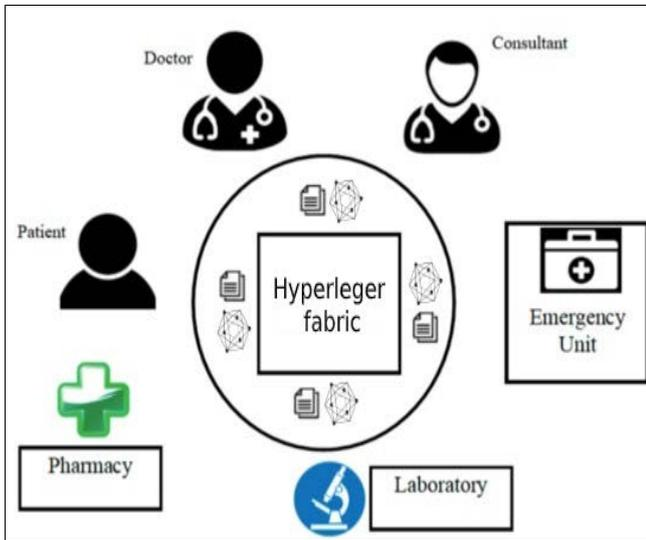 Doctor
Consultant
Patient
Hyperleger
fabric
Emergency
Unit
Pharmacy
Laboratory